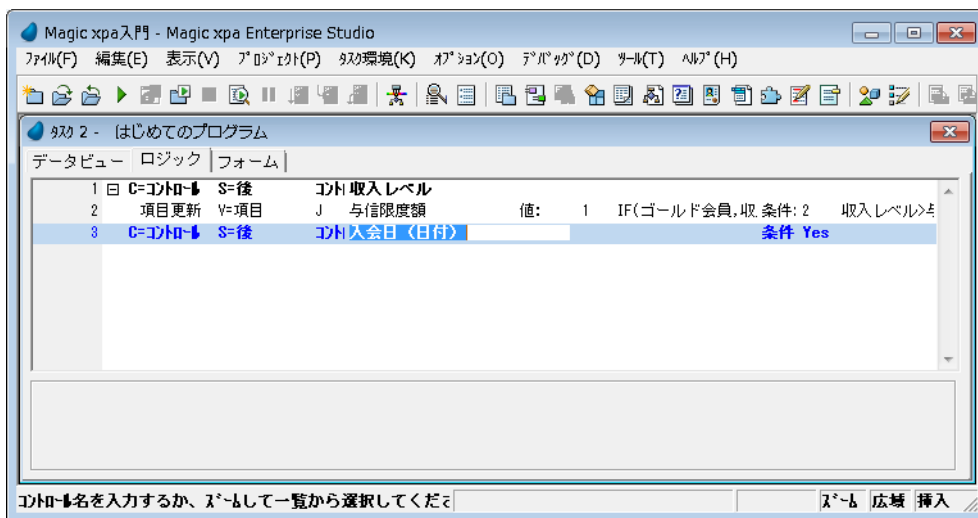 Magic xpa入門 - Magic xpa Enterprise Studio
ﾌｧｲﾙ(F) 編集(E) 表示(V) ﾌﾟﾛｼﾞｪｸﾄ(P) ﾀｽｸ環境(K) ｵﾌﾟｼｮﾝ(O) ﾃﾞﾊﾞｯｸﾞ(D) ﾂｰﾙ(T) ﾍﾙﾌﾟ(H)
ﾀｽｸ 2 - はじめてのプログラム
データビュー ロジック フォーム
1 C=ｺﾝﾄﾛｰﾙ S=後 ｺﾝﾄ 収入レベル
2 項目更新 V=項目 J 与信限度額 値: 1 IF(ゴールド会員,収 条件: 2 収入レベル>与
3 C=ｺﾝﾄﾛｰﾙ S=後 ｺﾝﾄ 入会日（日付） 条件 Yes
ｺﾝﾄﾛｰﾙ名を入力するか、ｽﾞｰﾑして一覧から選択してくださ ｽﾞｰﾑ 広域 挿入